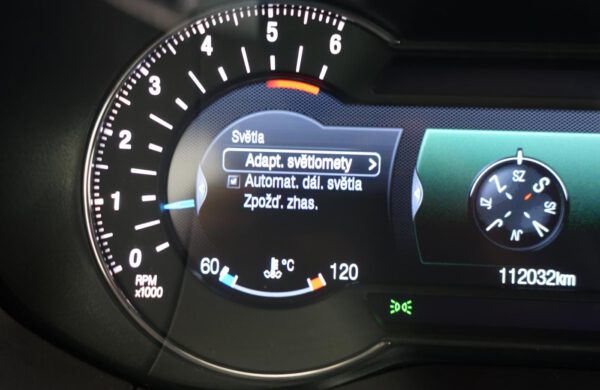 6
5
4
3
2
1
0
RPM
x1000
Světla
Adapt. světlomety
Automat. dál. světla
Zpožď. zhas.
60 °C 120
SZ
S
SV
V
JV
J
JZ
Z
112032km